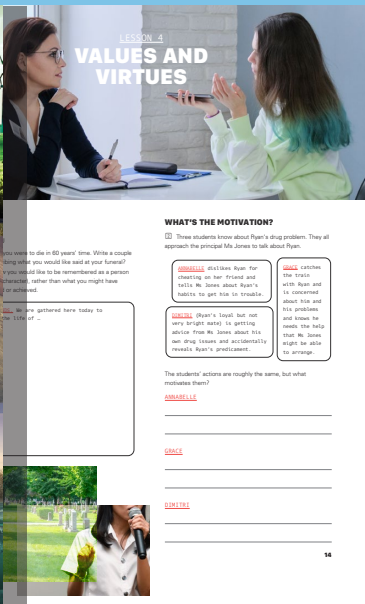 LESSON 4
VALUES AND
VIRTUES
you were to die in 60 years' time. Write a couple
what you would like said at your funeral?
you would like to be remembered as a person
(character), rather than what you might have
or achieved.
We are gathered here today to
the life of …
WHAT'S THE MOTIVATION?
Three students know about Ryan's drug problem. They all
approach the principal Ms Jones to talk about Ryan.
ANNABELLE dislikes Ryan for
cheating on her friend and
tells Ms Jones about Ryan's
habits to get him in trouble.
GRACE catches
the train
with Ryan and
is concerned
about him and
his problems
and knows he
needs the help
that Ms Jones
might be able
to arrange.
DIMITRI (Ryan's loyal but not
very bright mate) is getting
advice from Ms Jones about his
own drug issues and accidentally
reveals Ryan's predicament.
The students' actions are roughly the same, but what
motivates them?
ANNABELLE
GRACE
DIMITRI
14